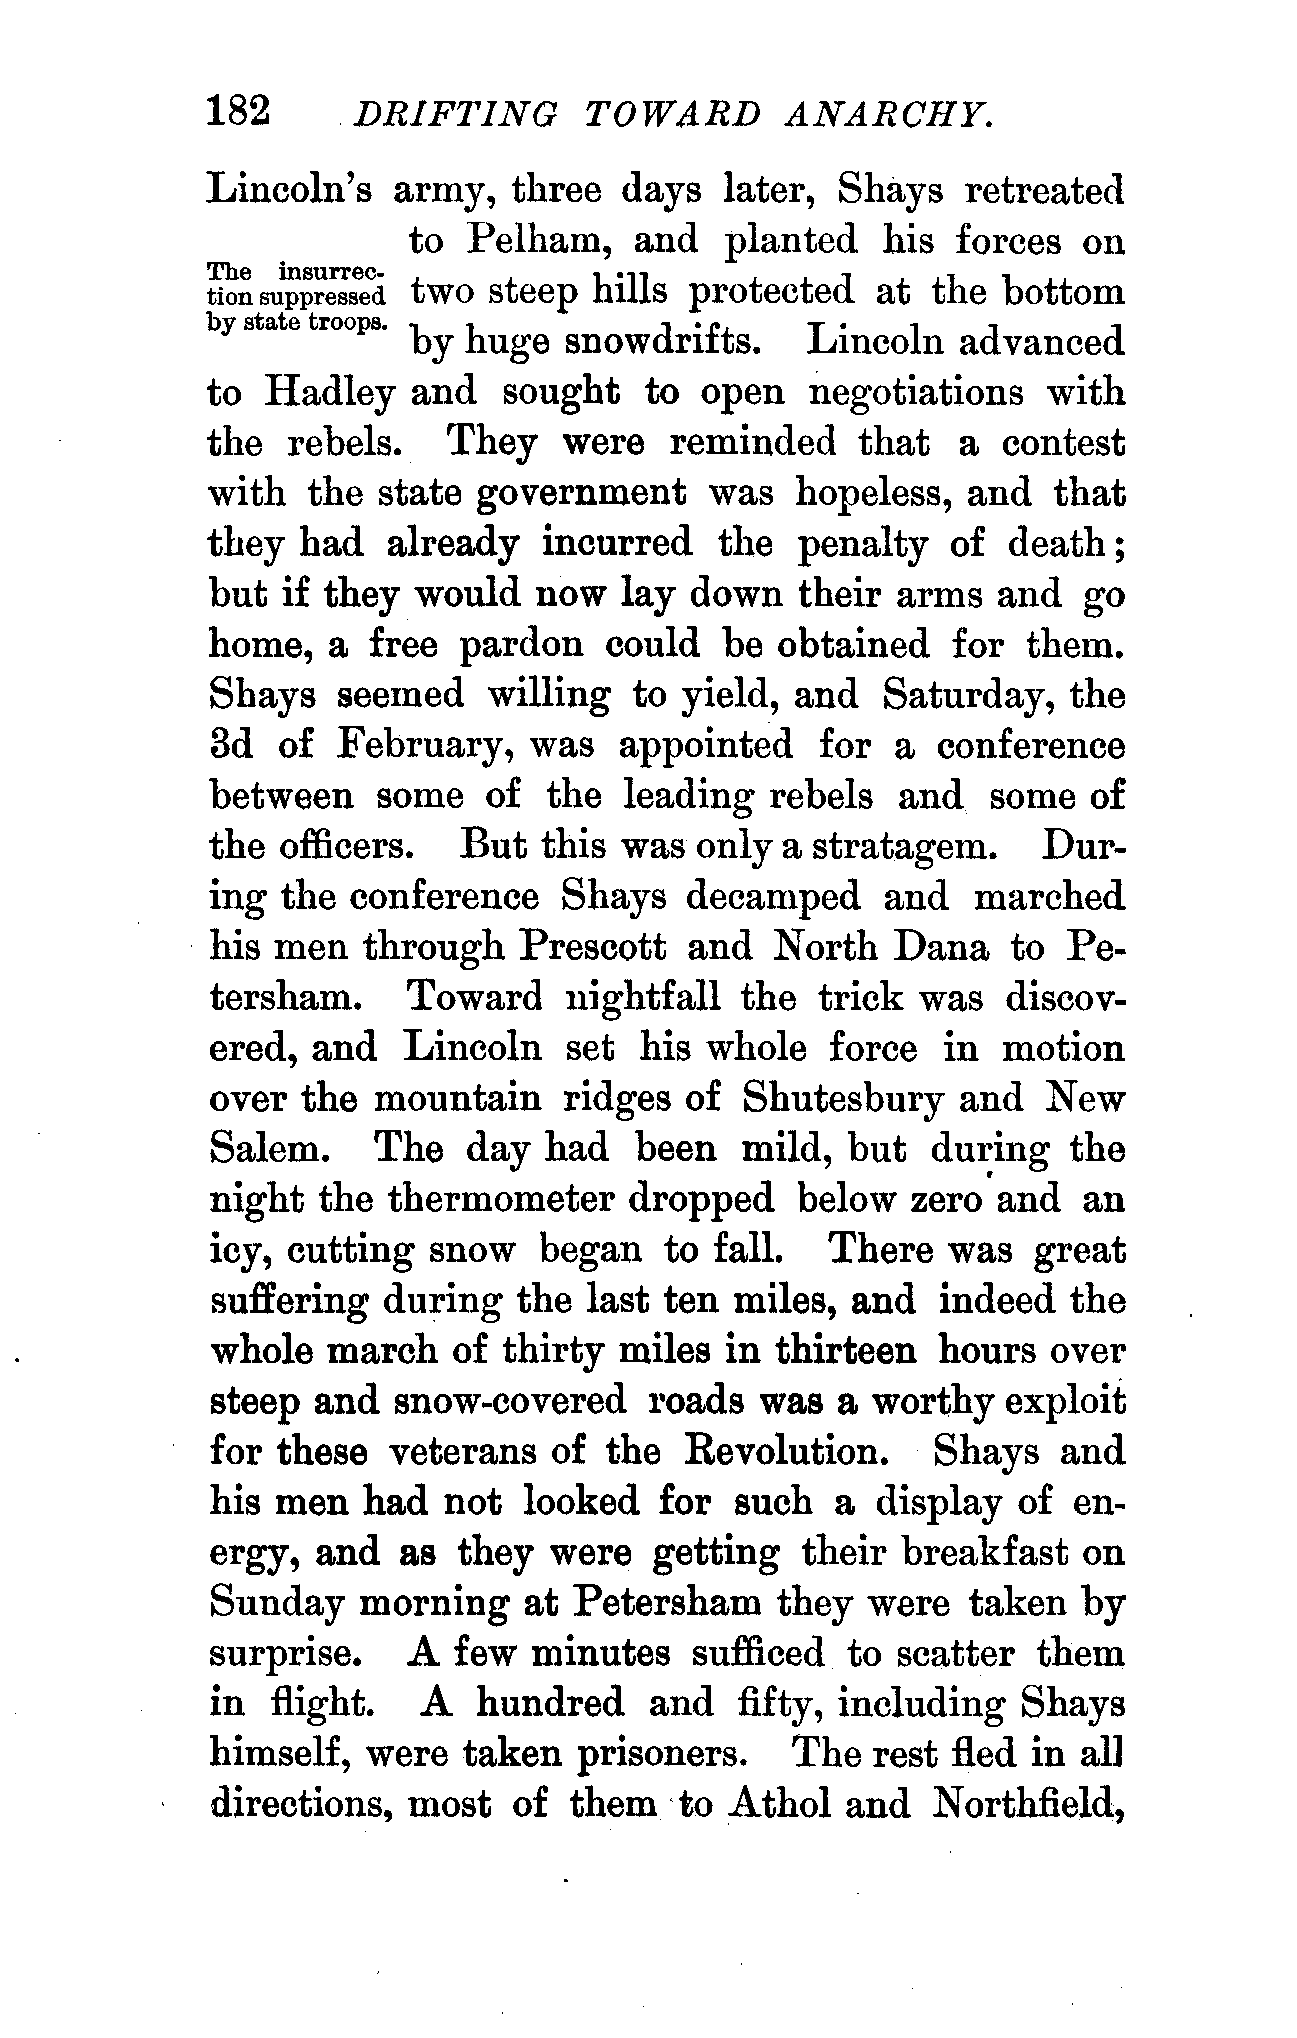 182 DRIFTING TOWARD ANARCHY.
Lincoln's army, three days later, Shays retreated
to Pelham, and planted his forces on
The insurrec-
tion suppressed
by state troops.
two steep hills protected at the bottom
by huge snowdrifts. Lincoln advanced
to Hadley and sought to open negotiations with
the rebels. They were reminded that a contest
with the state government was hopeless, and that
they had already incurred the penalty of death;
but if they would now lay down their arms and go
home, a free pardon could be obtained for them.
Shays seemed willing to yield, and Saturday, the
3d of February, was appointed for a conference
between some of the leading rebels and some of
the officers. But this was only a stratagem. Dur-
ing the conference Shays decamped and marched
his men through Prescott and North Dana to Pe-
tersham. Toward nightfall the trick was discov-
ered, and Lincoln set his whole force in motion
over the mountain ridges of Shutesbury and New
Salem. The day had been mild, but during the
night the thermometer dropped below zero and an
icy, cutting snow began to fall. There was great
suffering during the last ten miles, and indeed the
whole march of thirty miles in thirteen hours over
steep and snow-covered roads was a worthy exploit
for these veterans of the Revolution. Shays and
his men had not looked for such a display of en-
ergy, and as they were getting their breakfast on
Sunday morning at Petersham they were taken by
surprise. A few minutes sufficed to scatter them
in flight. A hundred and fifty, including Shays
himself, were taken prisoners. The rest fled in all
directions, most of them to Athol and Northfield,